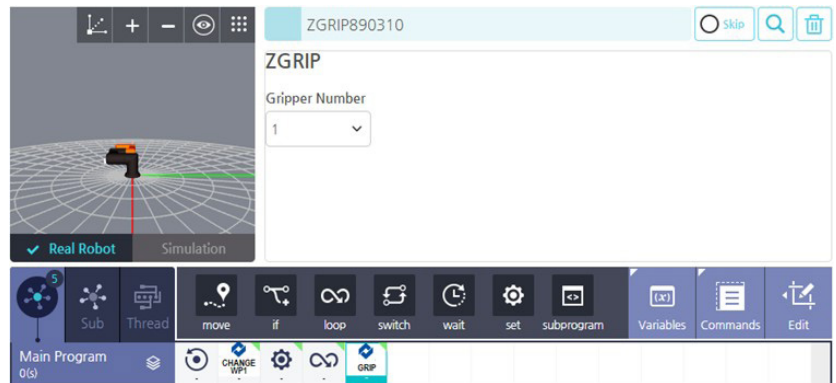 ZGRIP890310
Skip
ZGRIP
Gripper Number
1
Real Robot
Simulation
5
Sub
Thread
move
if
loop
switch
wait
set
subprogram
(x)
Variables
Commands
Edit
Main Program
0(s)
CHANGE
WP1
GRIP